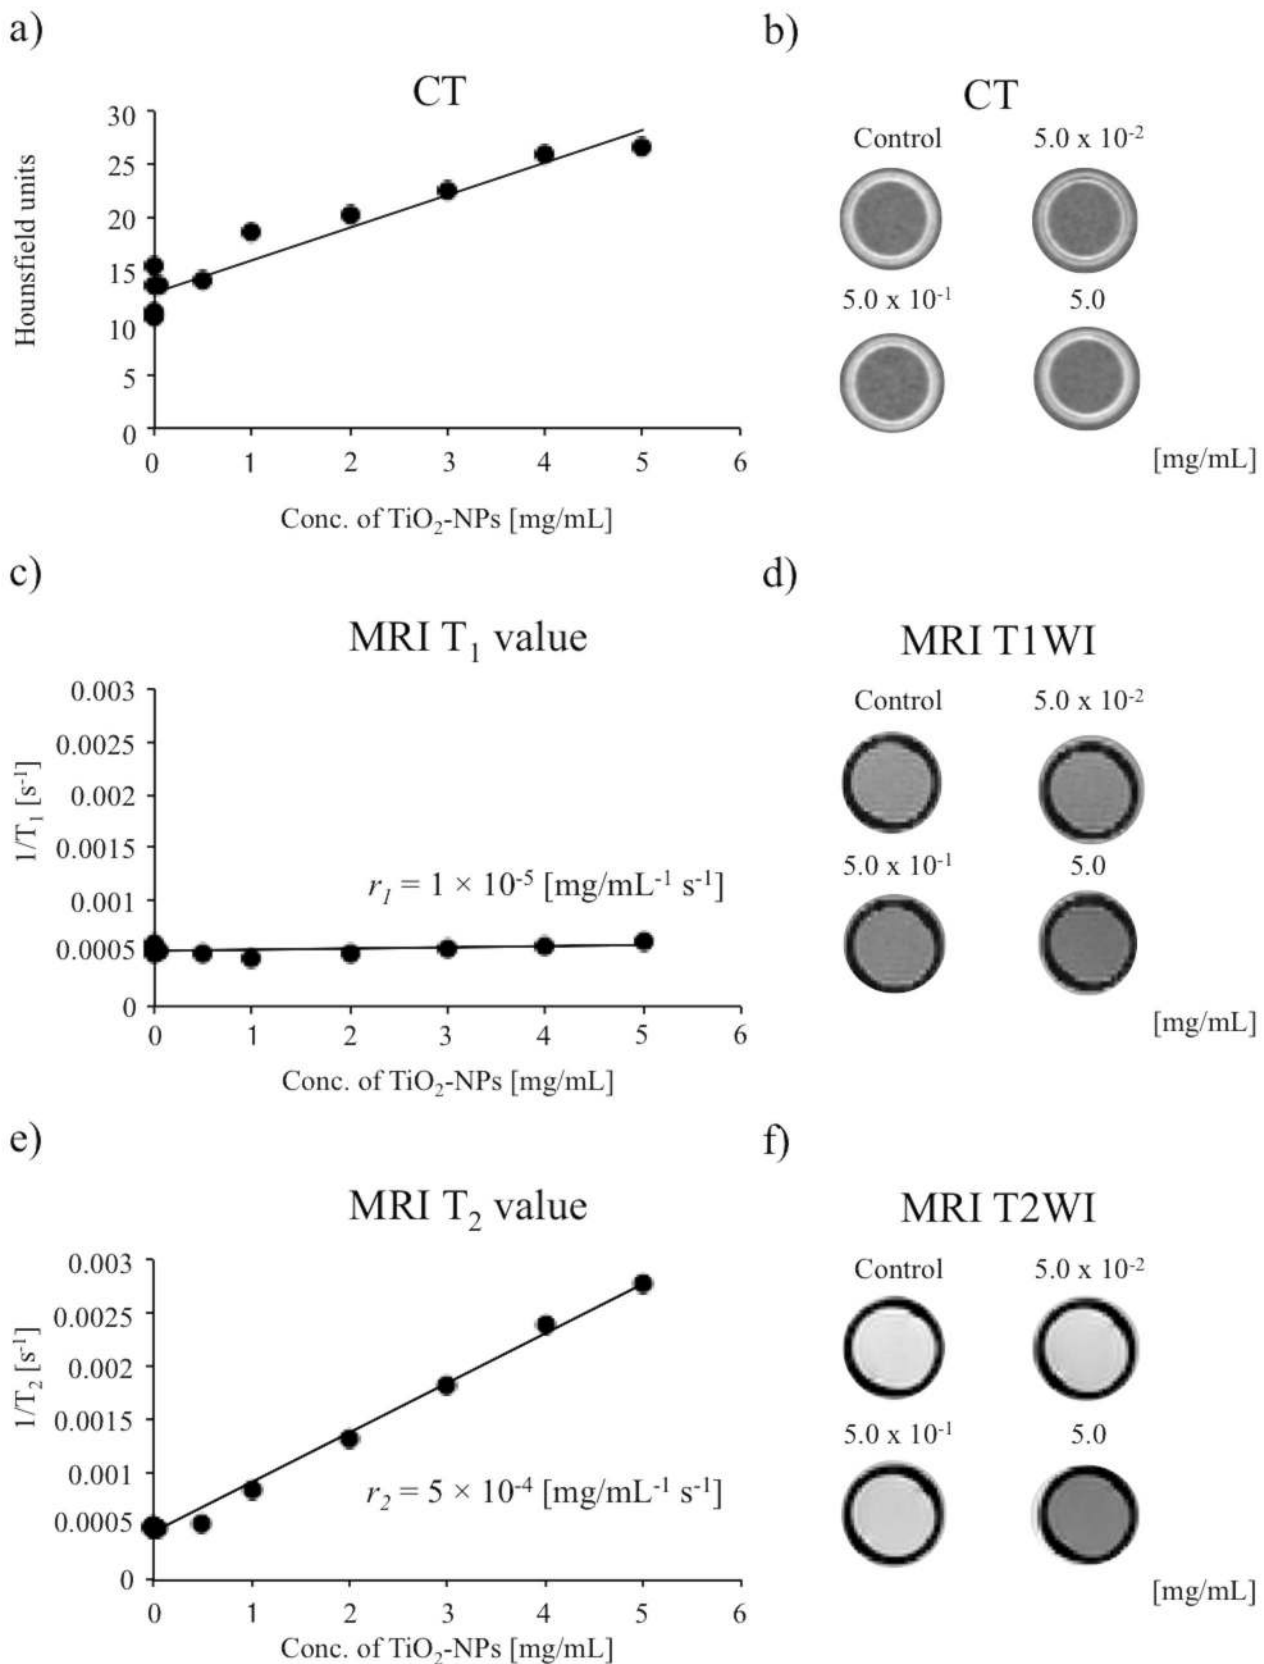 a)
CT
30
25
20
15
10
5
0
Hounsfield units
0 1 2 3 4 5 6
Conc. of TiO₂-NPs [mg/mL]
b)
CT
Control 5.0 x 10⁻²
5.0 x 10⁻¹ 5.0
[mg/mL]
c)
MRI T₁ value
0.003
0.0025
0.002
0.0015
0.001
0.0005
0
1/T₁ [s⁻¹]
r₁ = 1 × 10⁻⁵ [mg/mL⁻¹ s⁻¹]
0 1 2 3 4 5 6
Conc. of TiO₂-NPs [mg/mL]
d)
MRI T1WI
Control 5.0 x 10⁻²
5.0 x 10⁻¹ 5.0
[mg/mL]
e)
MRI T₂ value
0.003
0.0025
0.002
0.0015
0.001
0.0005
0
1/T₂ [s⁻¹]
r₂ = 5 × 10⁻⁴ [mg/mL⁻¹ s⁻¹]
0 1 2 3 4 5 6
Conc. of TiO₂-NPs [mg/mL]
f)
MRI T2WI
Control 5.0 x 10⁻²
5.0 x 10⁻¹ 5.0
[mg/mL]